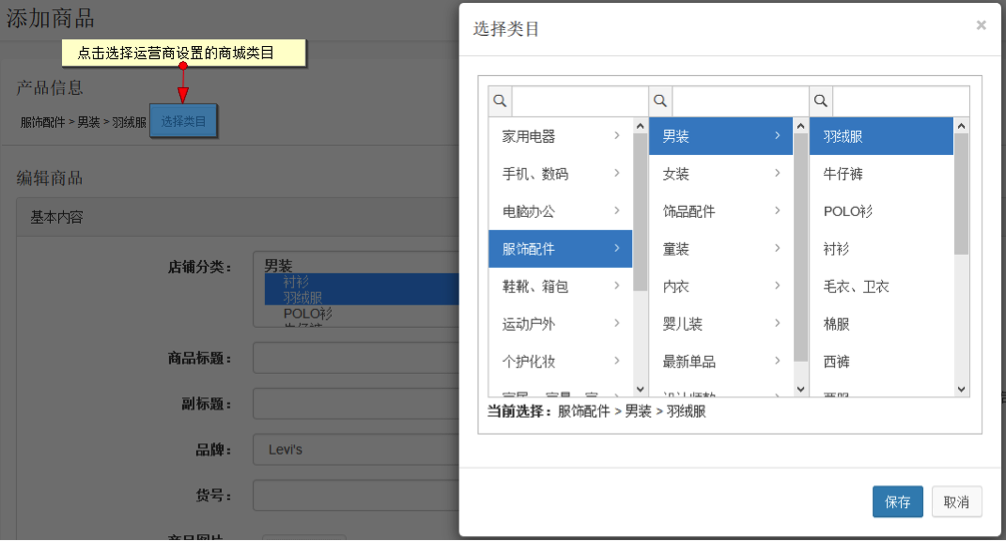 添加商品
点击选择运营商设置的商城类目
产品信息
服饰配件 > 男装 > 羽绒服 选择类目
编辑商品
基本内容
店铺分类：
男装
衬衫
羽绒服
POLO衫
牛仔裤
商品标题：
副标题：
品牌：
Levi's
货号：
商品图片
选择类目
×
家用电器
手机、数码
电脑办公
服饰配件
鞋靴、箱包
运动户外
个护化妆
男装
女装
饰品配件
童装
内衣
婴儿装
最新单品
羽绒服
牛仔裤
POLO衫
衬衫
毛衣、卫衣
棉服
西裤
当前选择：服饰配件 > 男装 > 羽绒服
保存
取消